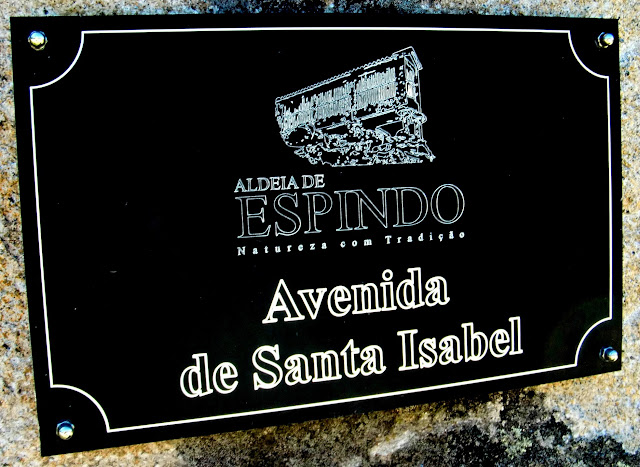 ALDEIA DE
ESPINDO
Natureza com Tradição
Avenida
de Santa Isabel